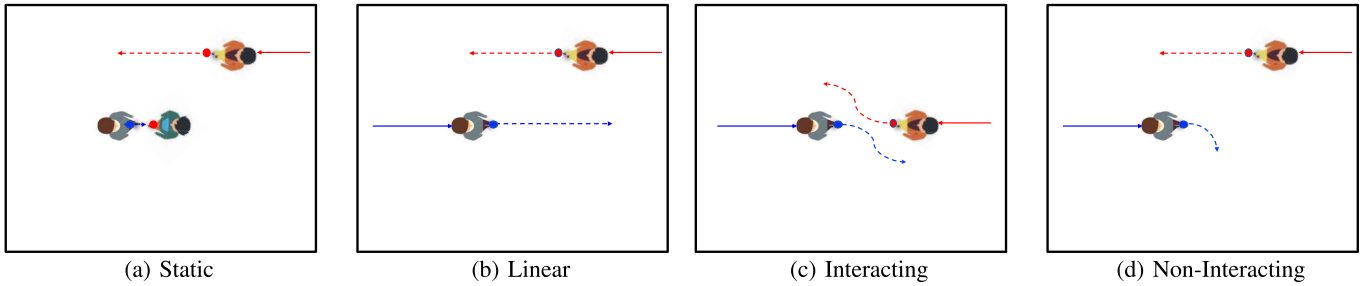 (a) Static
(b) Linear
(c) Interacting
(d) Non-Interacting